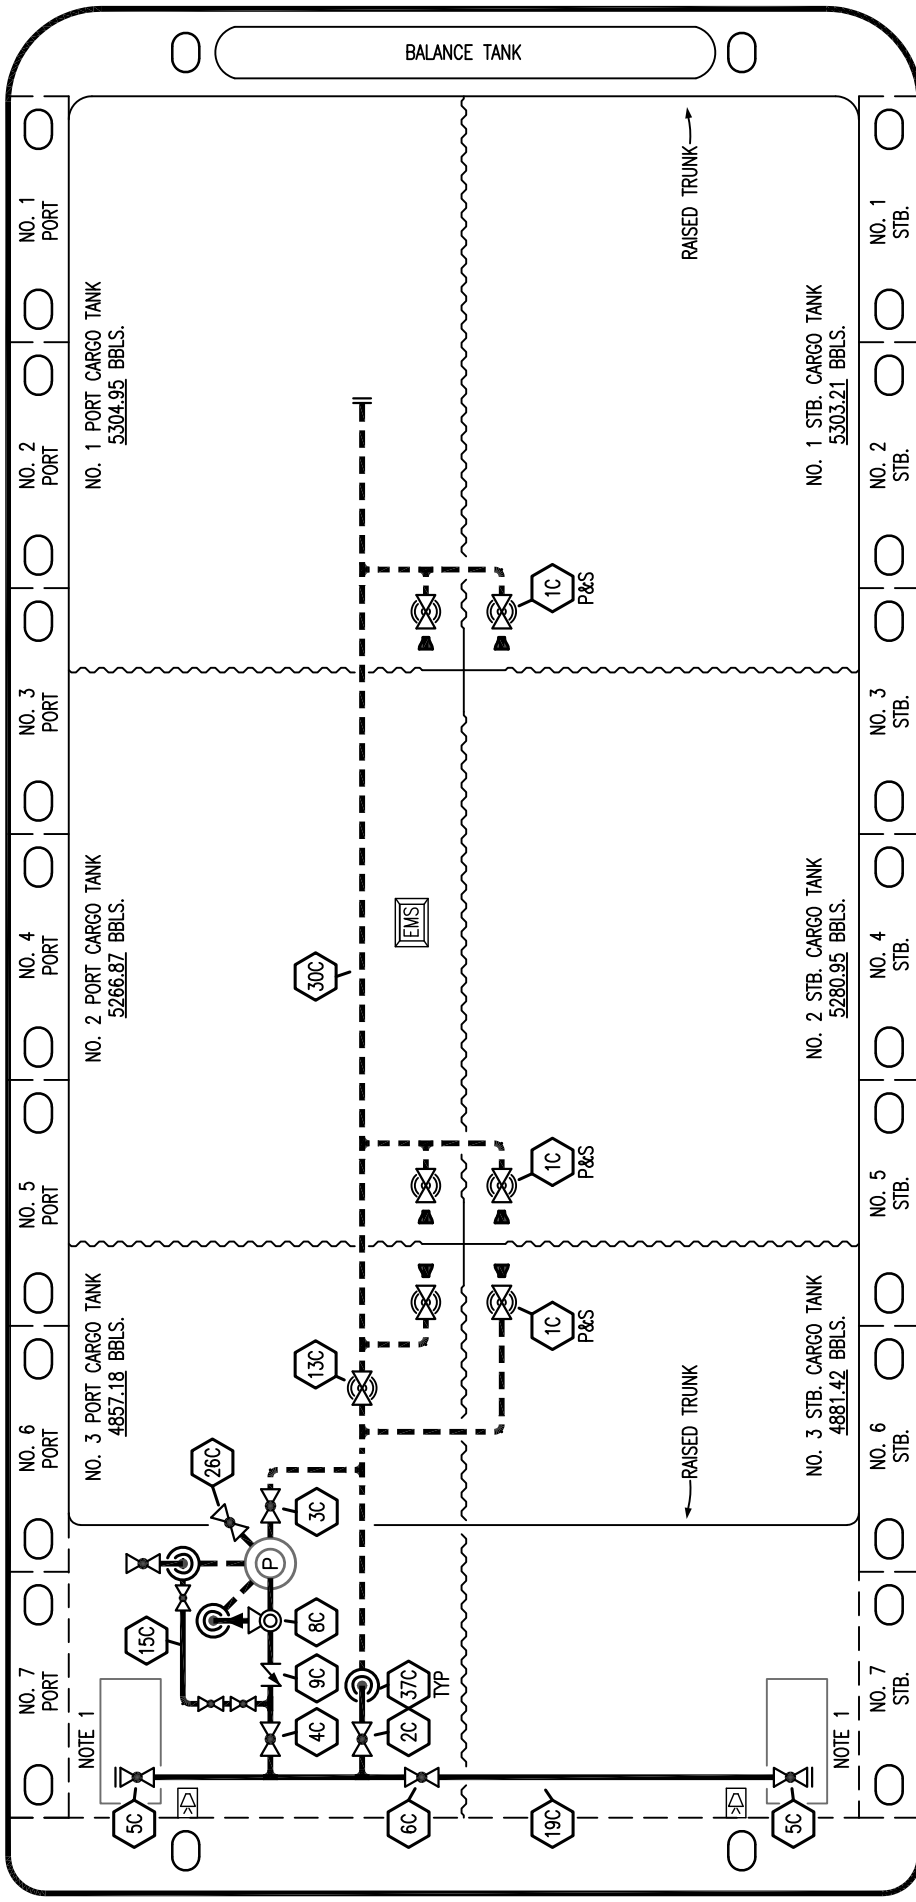 BALANCE TANK
NO. 1
PORT
NO. 2
PORT
NO. 3
PORT
NO. 4
PORT
NO. 5
PORT
NO. 6
PORT
NO. 7
PORT
NO. 1 PORT CARGO TANK
5304.95 BBLS.
NO. 2 PORT CARGO TANK
5266.87 BBLS.
NO. 3 PORT CARGO TANK
4857.18 BBLS.
RAISED TRUNK
1C
P&S
30C
EMS
1C
P&S
1C
P&S
13C
26C
3C
P
15C
8C
9C
37C
TYP
4C
2C
NOTE 1
5C
6C
19C
5C
NOTE 1
RAISED TRUNK
NO. 1 STB. CARGO TANK
5303.21 BBLS.
NO. 2 STB. CARGO TANK
5280.95 BBLS.
NO. 3 STB. CARGO TANK
4881.42 BBLS.
NO. 1
STB.
NO. 2
STB.
NO. 3
STB.
NO. 4
STB.
NO. 5
STB.
NO. 6
STB.
NO. 7
STB.